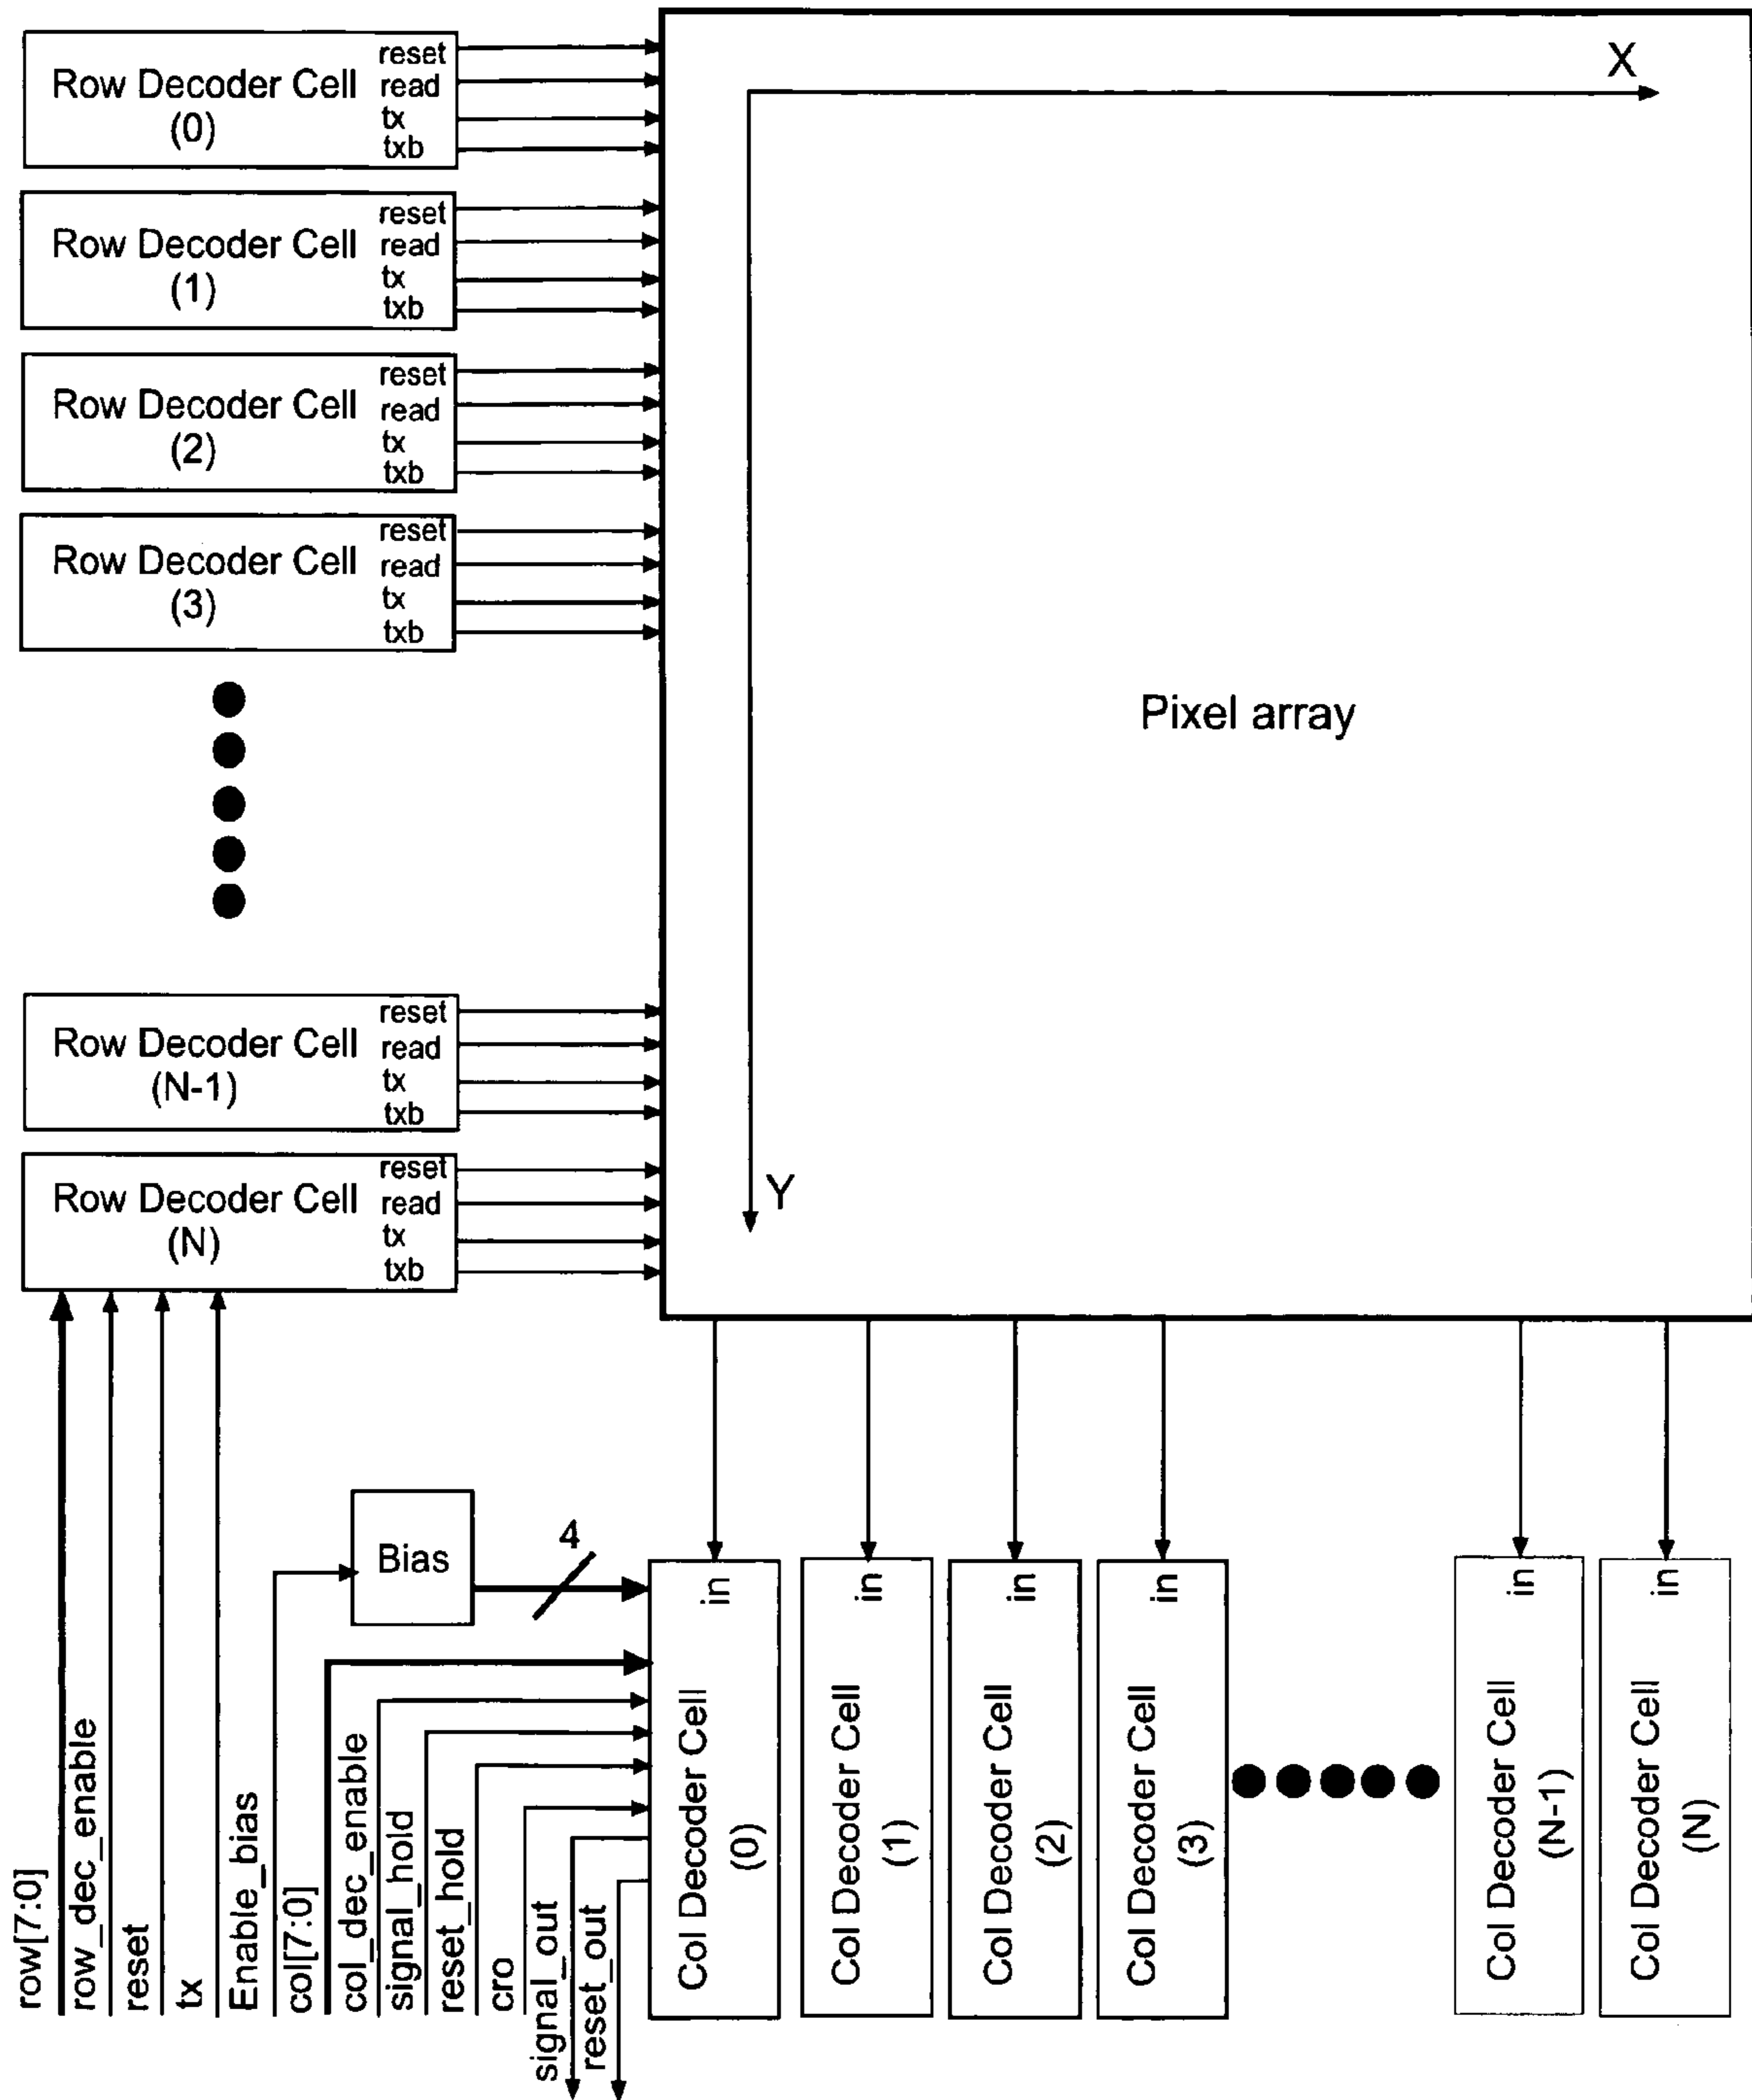 reset
Row Decoder Cell read
(0) tx
txb
X
reset
Row Decoder Cell read
(1) tx
txb
reset
Row Decoder Cell read
(2) tx
txb
reset
Row Decoder Cell read
(3) tx
txb
Pixel array
reset
Row Decoder Cell read
(N-1) tx
txb
reset
Row Decoder Cell read
(N) tx
txb
Y
Bias
4
row[7:0]
row_dec_enable
reset
tx
Enable_bias
col[7:0]
col_dec_enable
signal_hold
reset_hold
cro
signal_out
reset_out
Col Decoder Cell in
(0)
Col Decoder Cell in
(1)
Col Decoder Cell in
(2)
Col Decoder Cell in
(3)
Col Decoder Cell in
(N-1)
Col Decoder Cell in
(N)